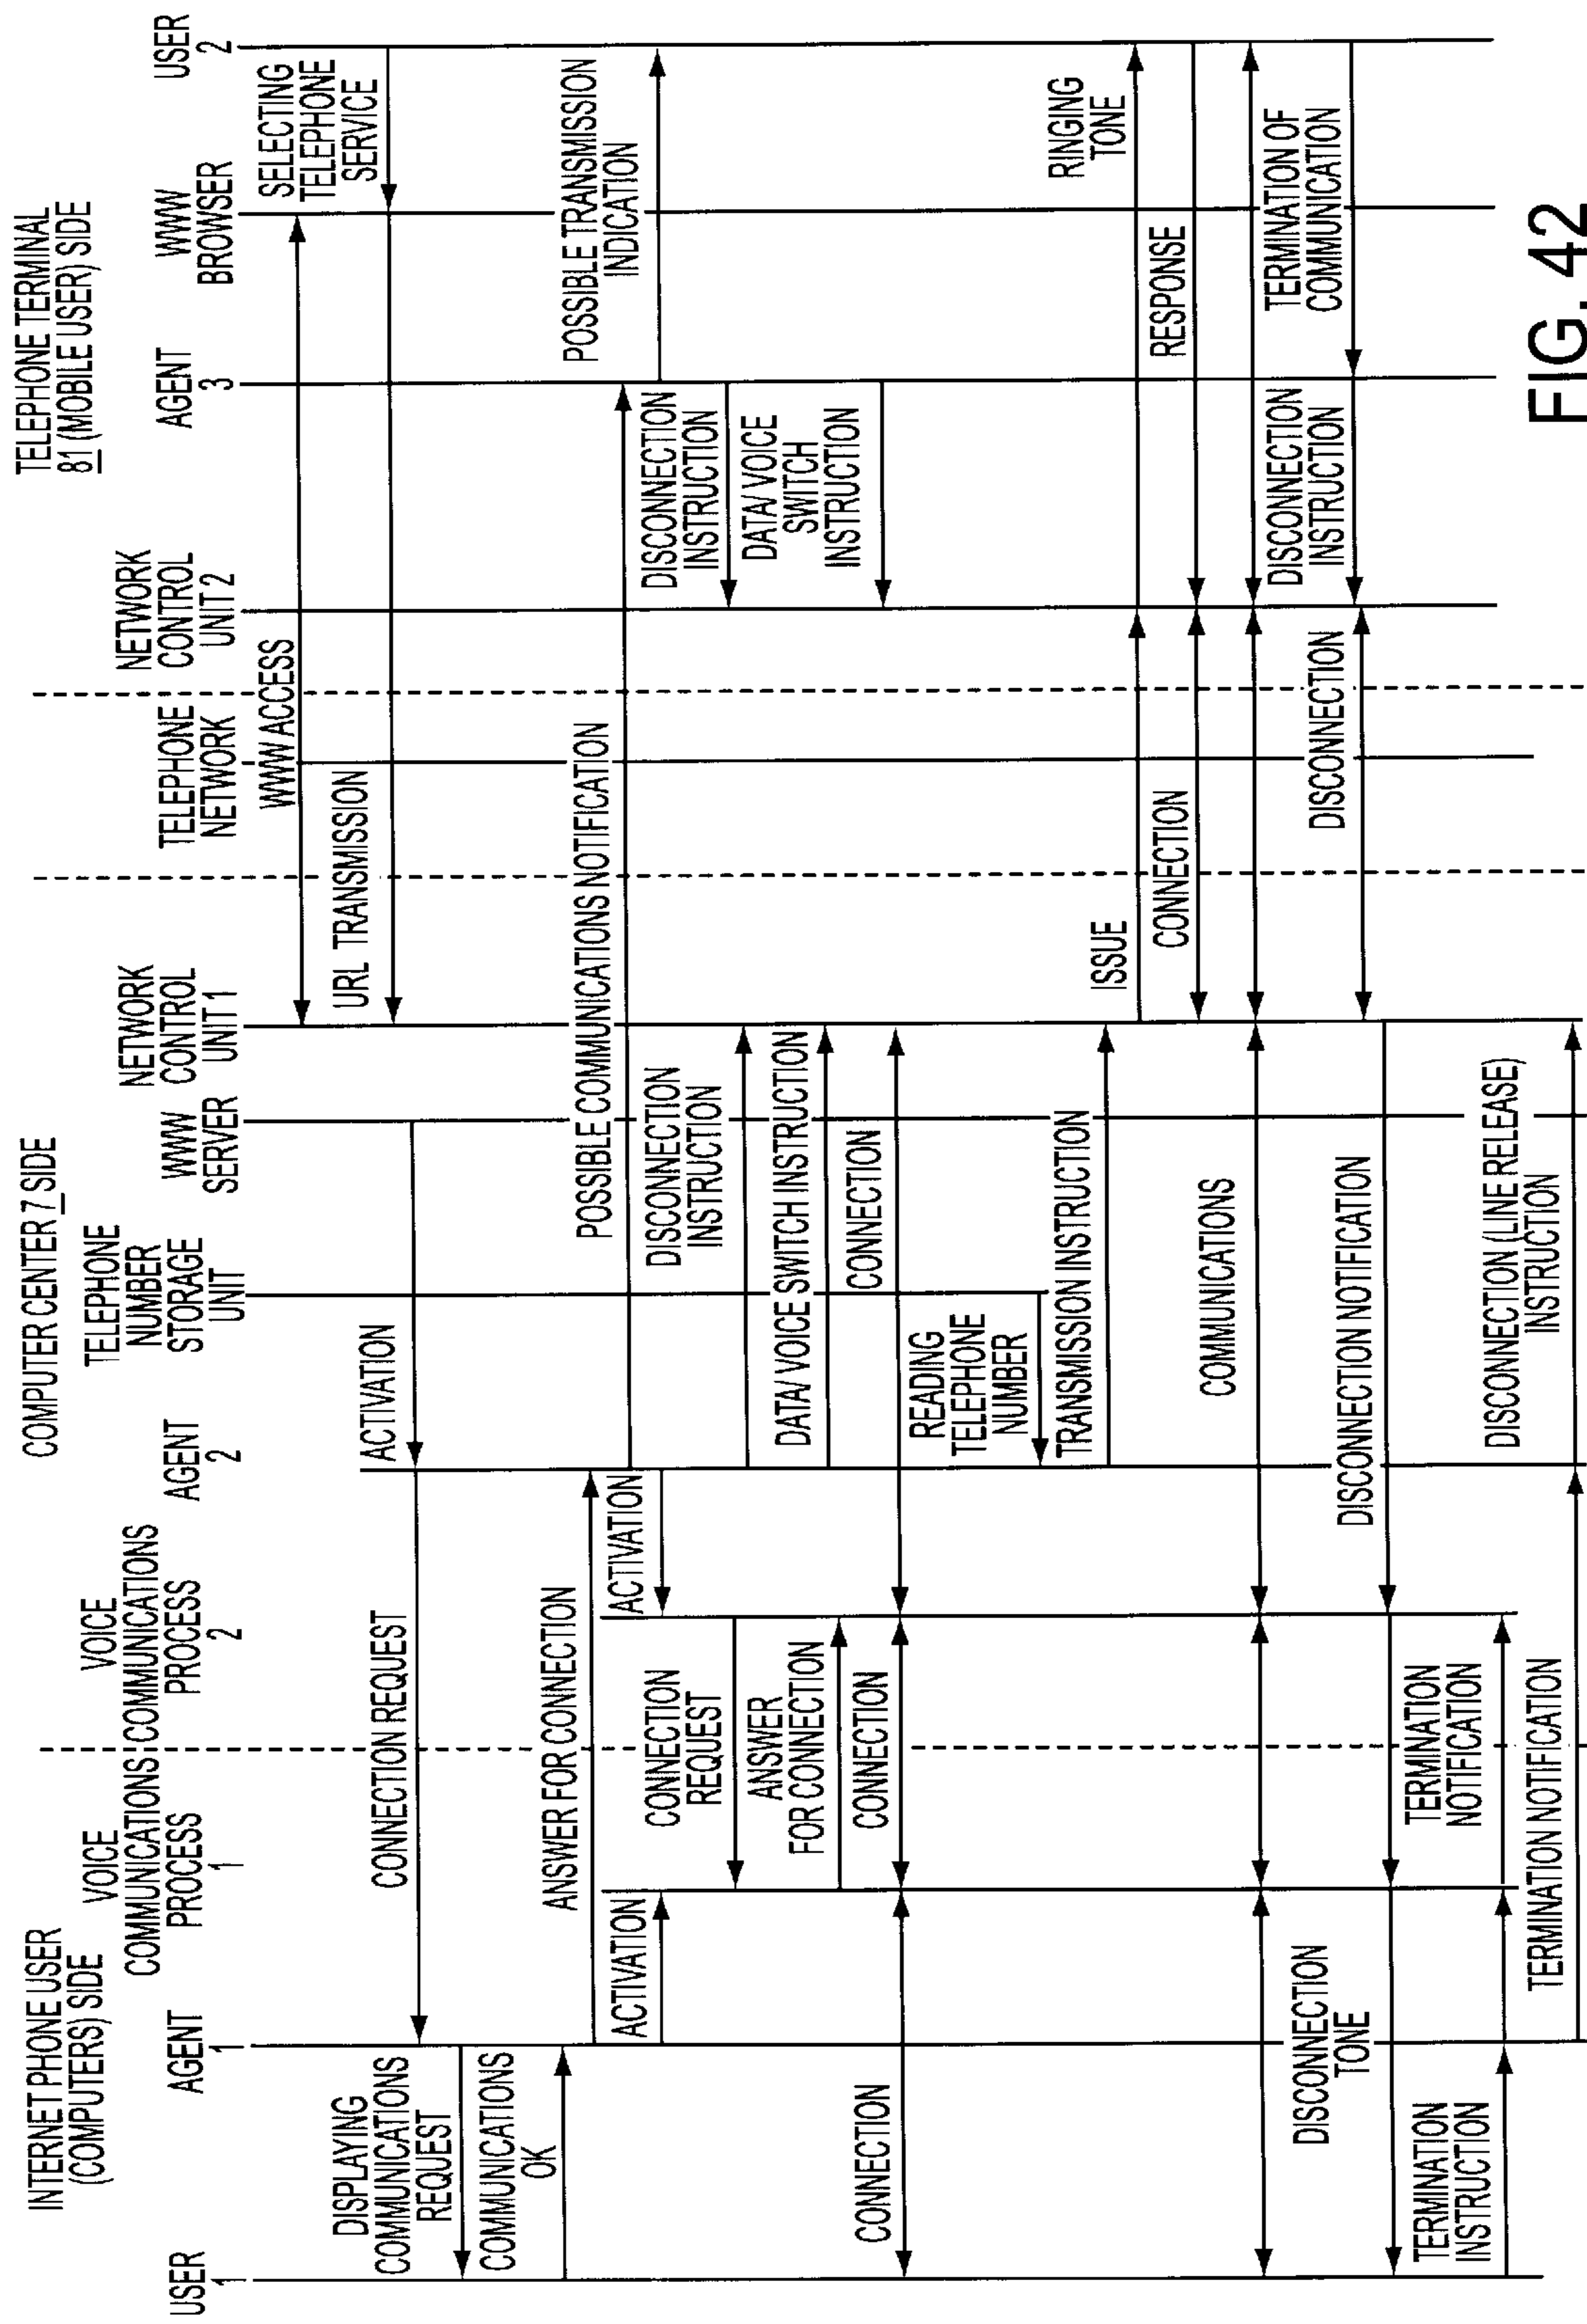 INTERNET PHONE USER
(COMPUTERS) SIDE
COMPUTER CENTER 7 SIDE
TELEPHONE TERMINAL
81 (MOBILE USER) SIDE
USER
1
AGENT
1
VOICE
COMMUNICATIONS
PROCESS
1
VOICE
COMMUNICATIONS
PROCESS
2
AGENT
2
TELEPHONE
NUMBER
STORAGE
UNIT
WWW
SERVER
NETWORK
CONTROL
UNIT 1
TELEPHONE
NETWORK
NETWORK
CONTROL
UNIT 2
AGENT
3
WWW
BROWSER
USER
2
WWW ACCESS
SELECTING
TELEPHONE
SERVICE
URL TRANSMISSION
ACTIVATION
CONNECTION REQUEST
DISPLAYING
COMMUNICATIONS
REQUEST
COMMUNICATIONS
OK
ANSWER FOR CONNECTION
POSSIBLE COMMUNICATIONS NOTIFICATION
POSSIBLE TRANSMISSION
INDICATION
ACTIVATION
ACTIVATION
CONNECTION
REQUEST
DISCONNECTION
INSTRUCTION
DISCONNECTION
INSTRUCTION
ANSWER
FOR CONNECTION
DATA/ VOICE SWITCH INSTRUCTION
DATA/ VOICE
SWITCH
INSTRUCTION
CONNECTION
CONNECTION
CONNECTION
READING
TELEPHONE
NUMBER
TRANSMISSION INSTRUCTION
ISSUE
RINGING
TONE
CONNECTION
RESPONSE
COMMUNICATIONS
TERMINATION OF
COMMUNICATION
DISCONNECTION
INSTRUCTION
DISCONNECTION
DISCONNECTION NOTIFICATION
DISCONNECTION
TONE
TERMINATION
INSTRUCTION
TERMINATION
NOTIFICATION
TERMINATION NOTIFICATION
DISCONNECTION (LINE RELEASE)
INSTRUCTION
FIG. 42